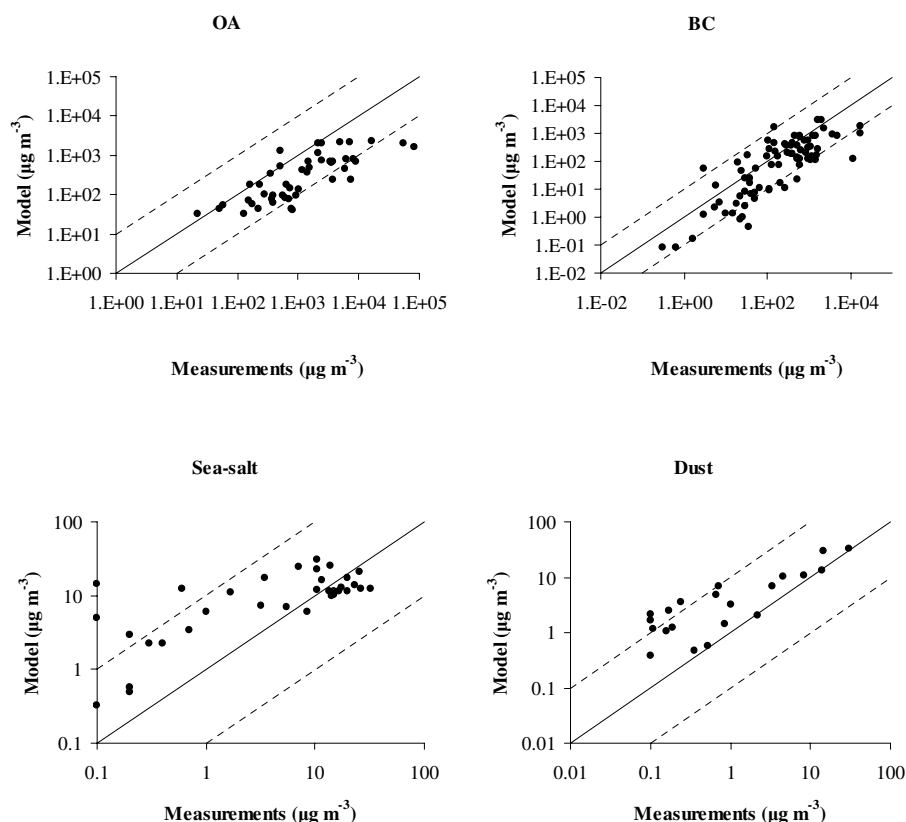 OA
1.E+05
1.E+04
1.E+03
1.E+02
1.E+01
1.E+00
1.E+00 1.E+01 1.E+02 1.E+03 1.E+04 1.E+05
Model (µg m-3)
Measurements (µg m-3)
BC
1.E+05
1.E+04
1.E+03
1.E+02
1.E+01
1.E+00
1.E-01
1.E-02
1.E-02 1.E+00 1.E+02 1.E+04
Model (µg m-3)
Measurements (µg m-3)
Sea-salt
100
10
1
0.1
0.1 1 10 100
Model (µg m-3)
Measurements (µg m-3)
Dust
100
10
1
0.1
0.01
0.01 0.1 1 10 100
Model (µg m-3)
Measurements (µg m-3)